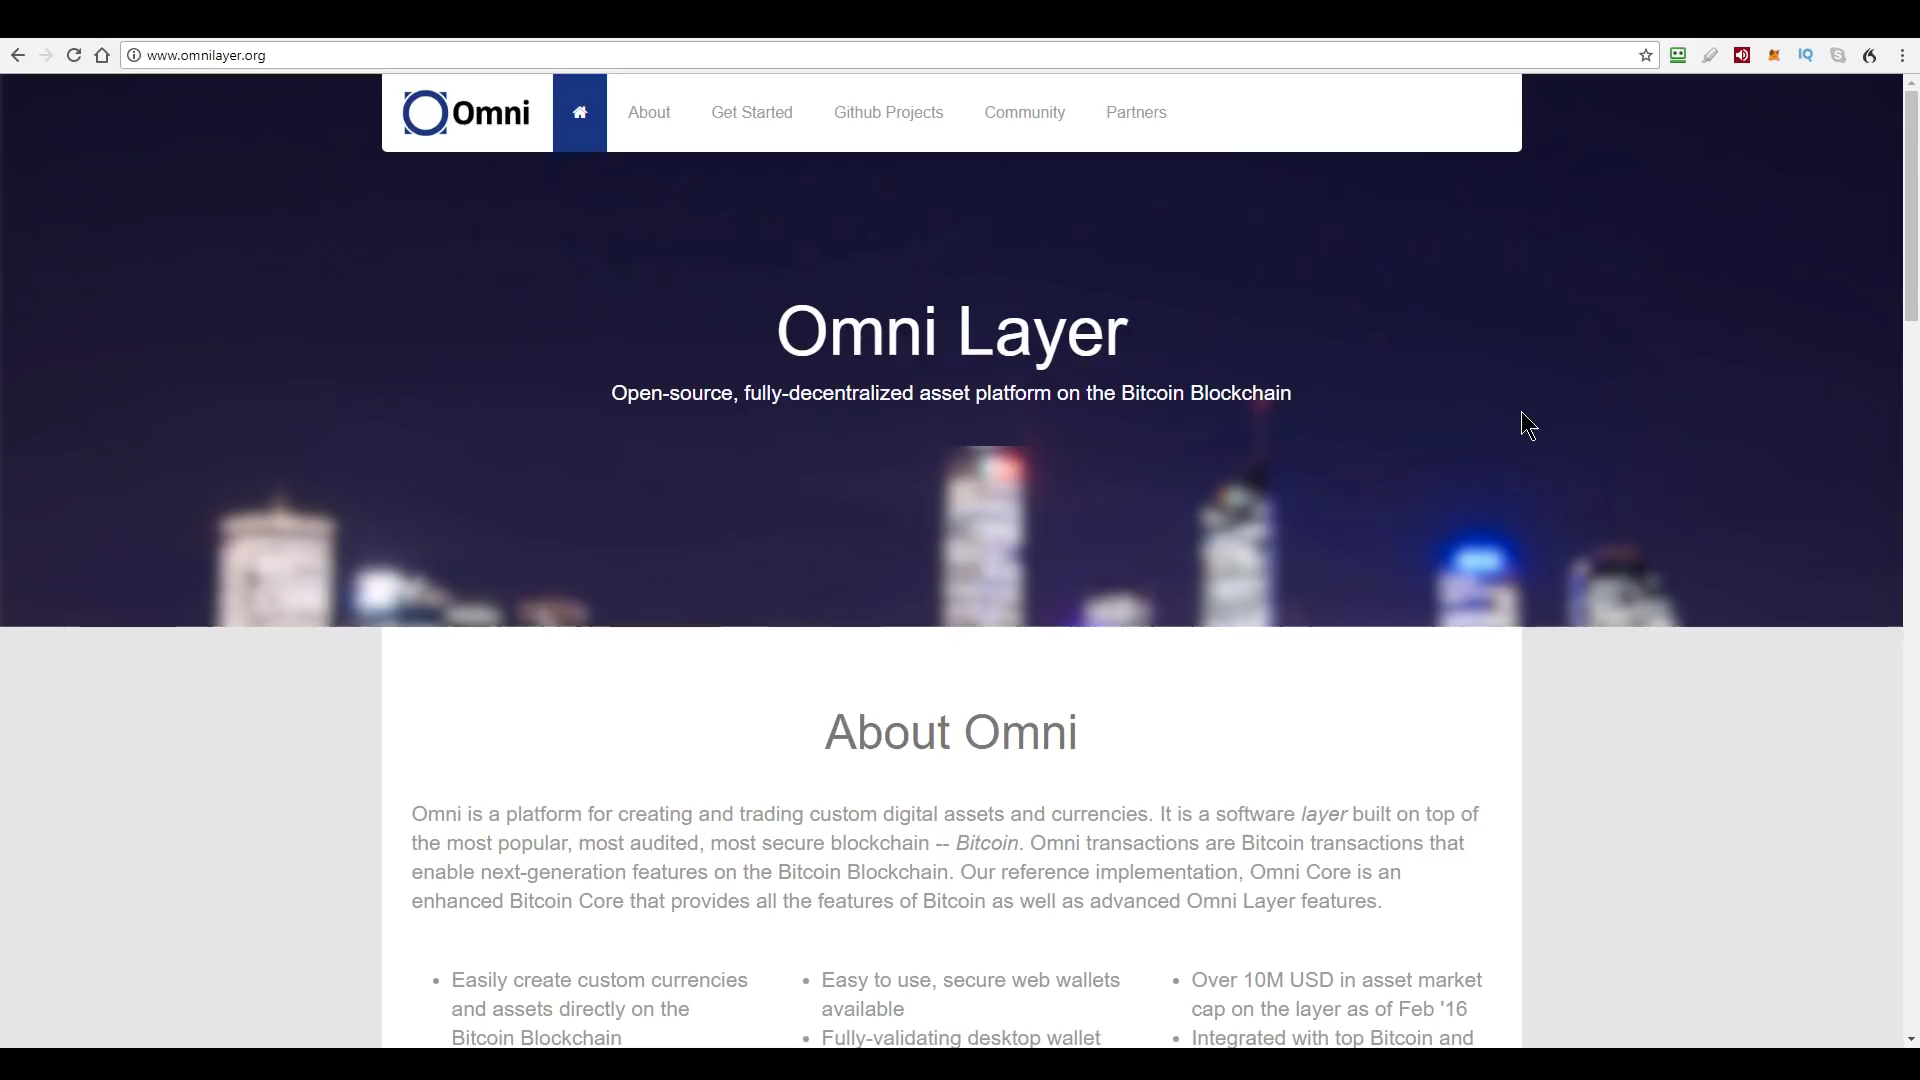 www.omnilayer.org
IQ
Omni
About
Get Started
Github Projects
Community
Partners
Omni Layer
Open-source, fully-decentralized asset platform on the Bitcoin Blockchain
About Omni
Omni is a platform for creating and trading custom digital assets and currencies. It is a software layer built on top of
the most popular, most audited, most secure blockchain -- Bitcoin. Omni transactions are Bitcoin transactions that
enable next-generation features on the Bitcoin Blockchain. Our reference implementation, Omni Core is an
enhanced Bitcoin Core that provides all the features of Bitcoin as well as advanced Omni Layer features.
• Easily create custom currencies
and assets directly on the
Bitcoin Blockchain
• Easy to use, secure web wallets
available
• Fully-validating desktop wallet
• Over 10M USD in asset market
cap on the layer as of Feb '16
• Integrated with top Bitcoin and